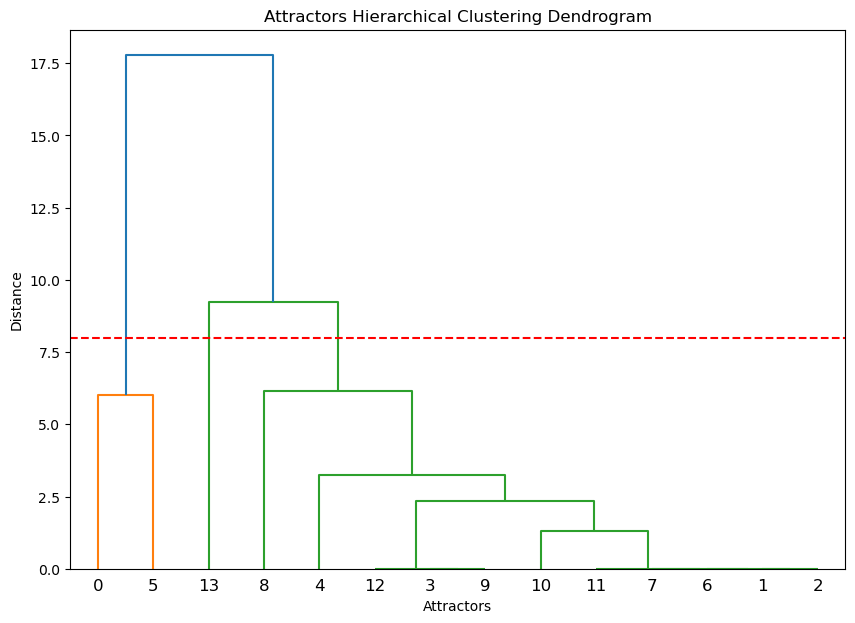 Attractors Hierarchical Clustering Dendrogram
17.5
15.0
12.5
10.0
7.5
5.0
2.5
0.0
Distance
0 5 13 8 4 12 3 9 10 11 7 6 1 2
Attractors